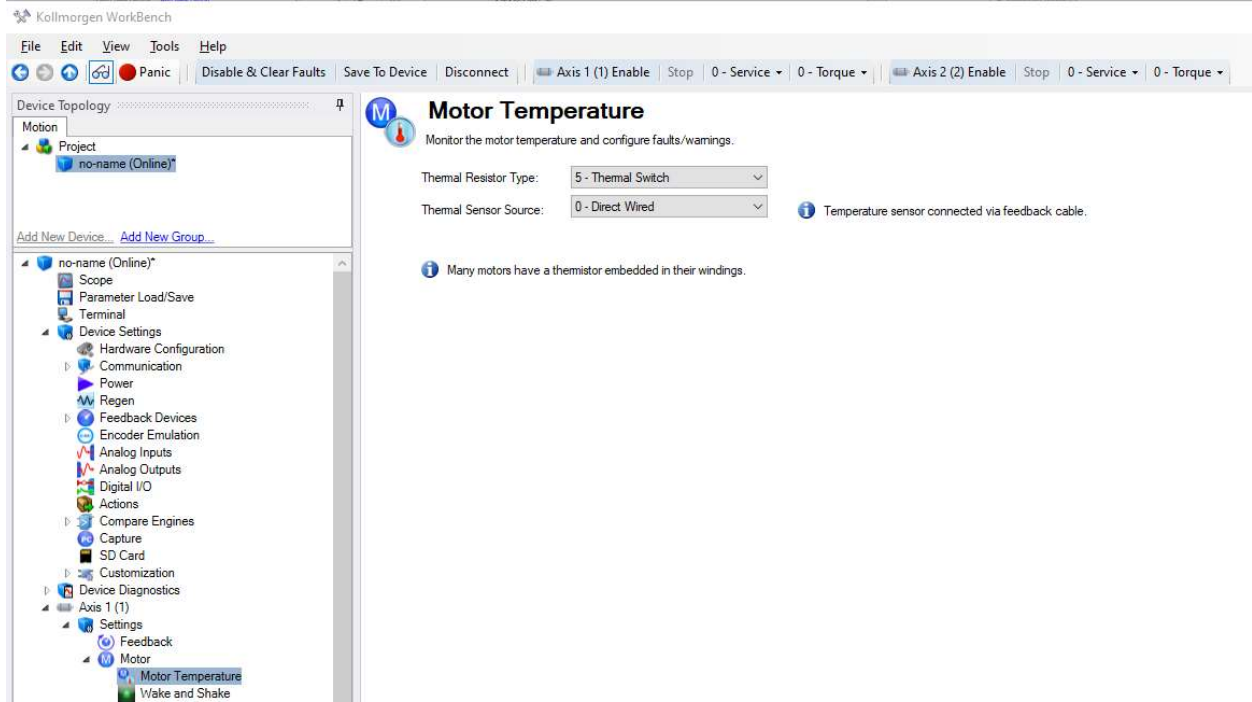 Kollmorgen WorkBench
File Edit View Tools Help
Panic Disable & Clear Faults Save To Device Disconnect Axis 1 (1) Enable Stop 0 - Service 0 - Torque Axis 2 (2) Enable Stop 0 - Service 0 - Torque
Device Topology
Motion
Project
no-name (Online)*
Add New Device... Add New Group...
no-name (Online)*
Scope
Parameter Load/Save
Terminal
Device Settings
Hardware Configuration
Communication
Power
Regen
Feedback Devices
Encoder Emulation
Analog Inputs
Analog Outputs
Digital I/O
Actions
Compare Engines
Capture
SD Card
Customization
Device Diagnostics
Axis 1 (1)
Settings
Feedback
Motor
Motor Temperature
Wake and Shake
Motor Temperature
Monitor the motor temperature and configure faults/warnings.
Thermal Resistor Type: 5 - Thermal Switch
Thermal Sensor Source: 0 - Direct Wired Temperature sensor connected via feedback cable.
Many motors have a thermistor embedded in their windings.